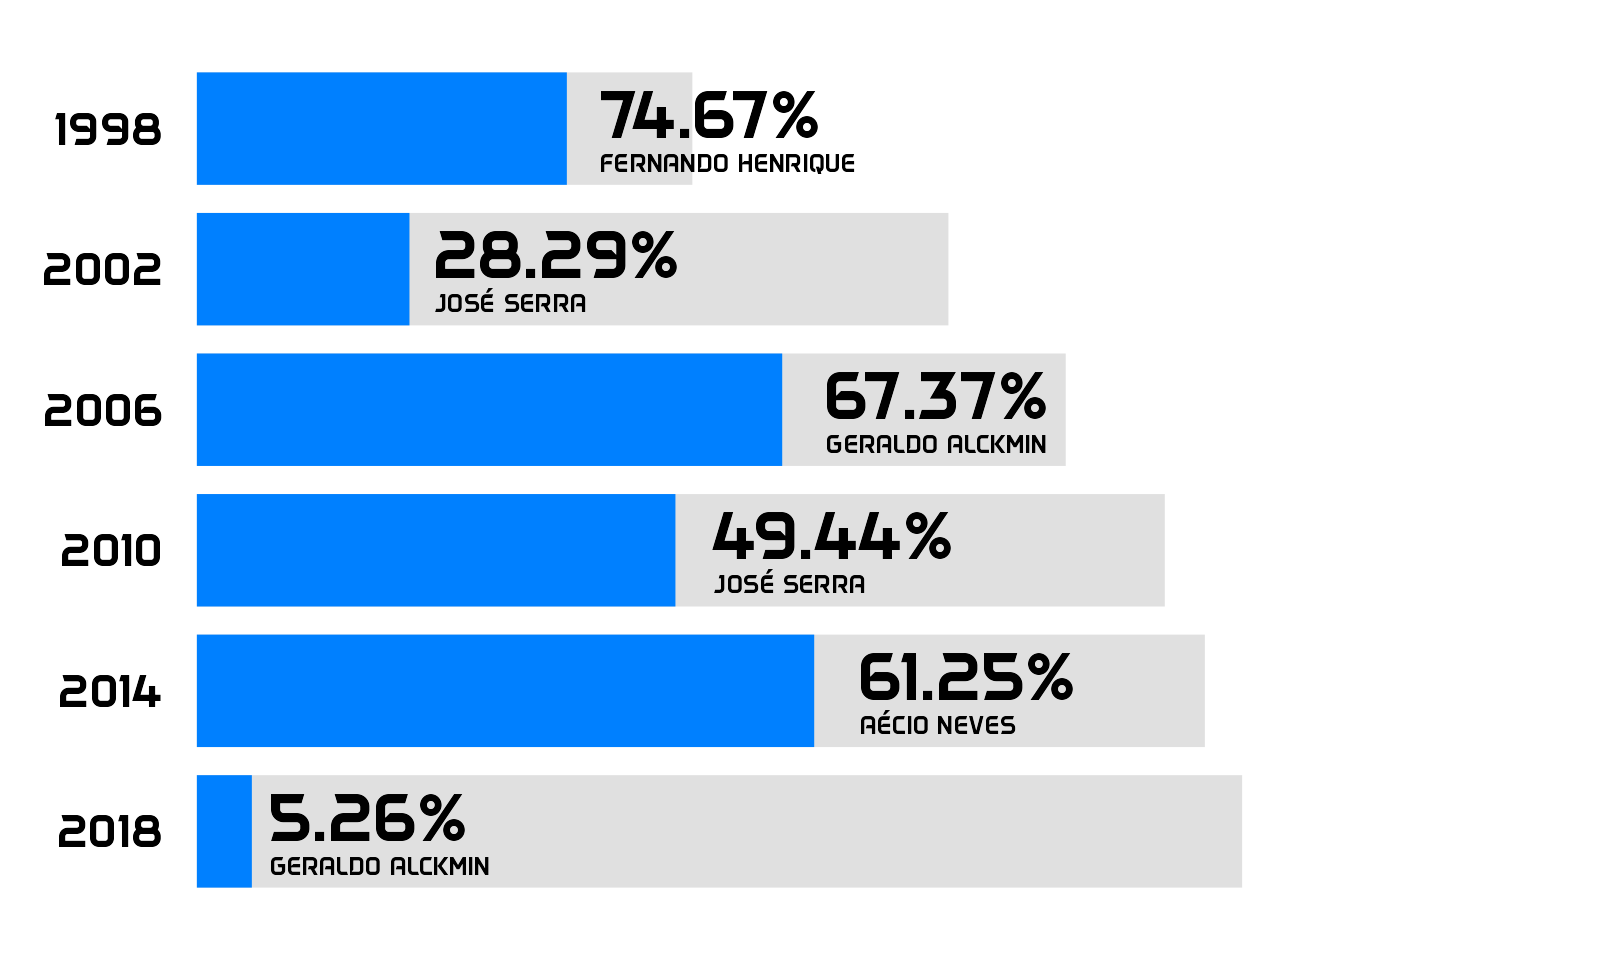 1998
74.67%
FERNANDO HENRIQUE
2002
28.29%
JOSÉ SERRA
2006
67.37%
GERALDO ALCKMIN
2010
49.44%
JOSÉ SERRA
2014
61.25%
AÉCIO NEVES
2018
5.26%
GERALDO ALCKMIN